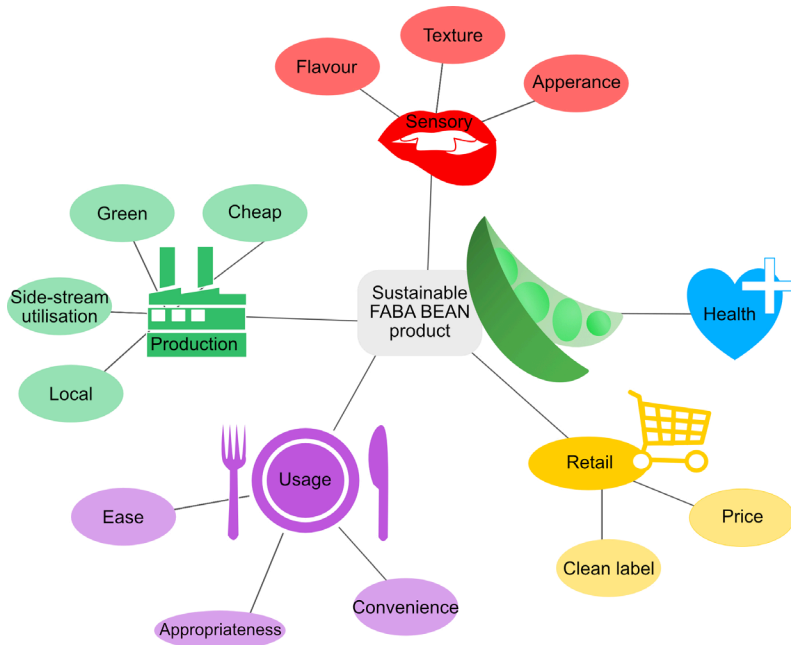 Texture
Flavour
Apperance
Sensory
Green
Cheap
Side-stream
utilisation
Production
Local
Sustainable
FABA BEAN
product
Health
Retail
Price
Clean label
Usage
Ease
Convenience
Appropriateness